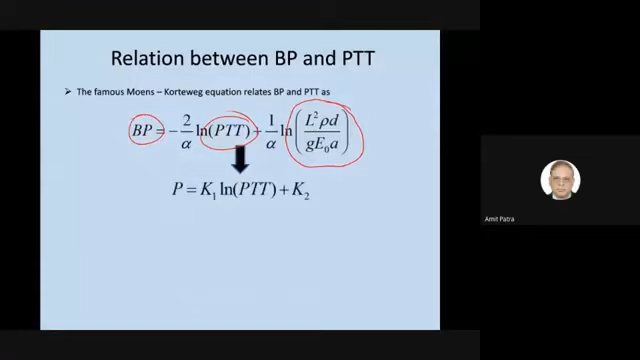 Relation between BP and PTT
➢ The famous Moens – Korteweg equation relates BP and PTT as
BP = − 2/α ln(PTT) + 1/α ln( L²ρd / gE₀a )
P = K₁ ln(PTT) + K₂
Amit Patra